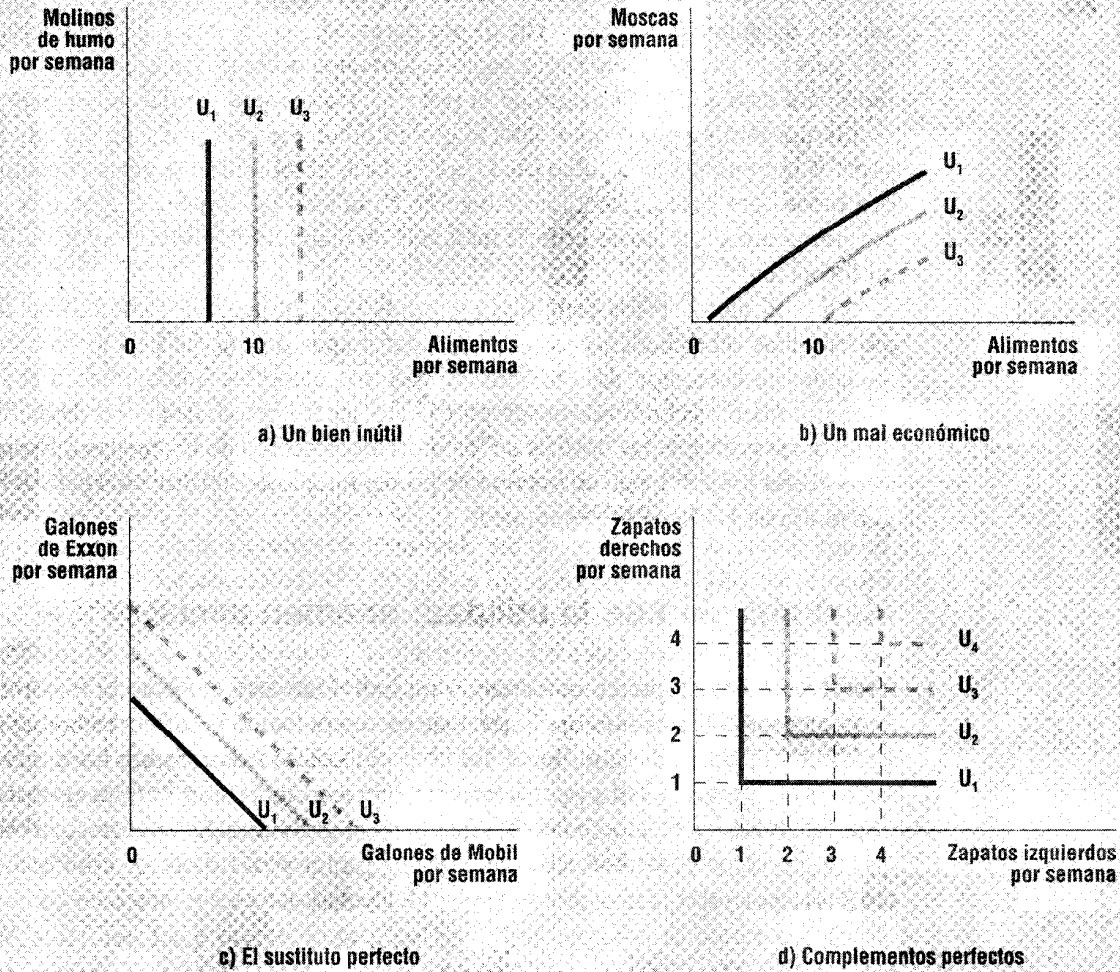 Molinos
de humo
por semana
U₁ U₂ U₃
0 10 Alimentos
por semana
a) Un bien inútil
Moscas
por semana
U₁
U₂
U₃
0 10 Alimentos
por semana
b) Un mal económico
Galones
de Exxon
por semana
U₁ U₂ U₃
0 Galones de Mobil
por semana
c) El sustituto perfecto
Zapatos
derechos
por semana
4 U₄
3 U₃
2 U₂
1 U₁
0 1 2 3 4 Zapatos izquierdos
por semana
d) Complementos perfectos